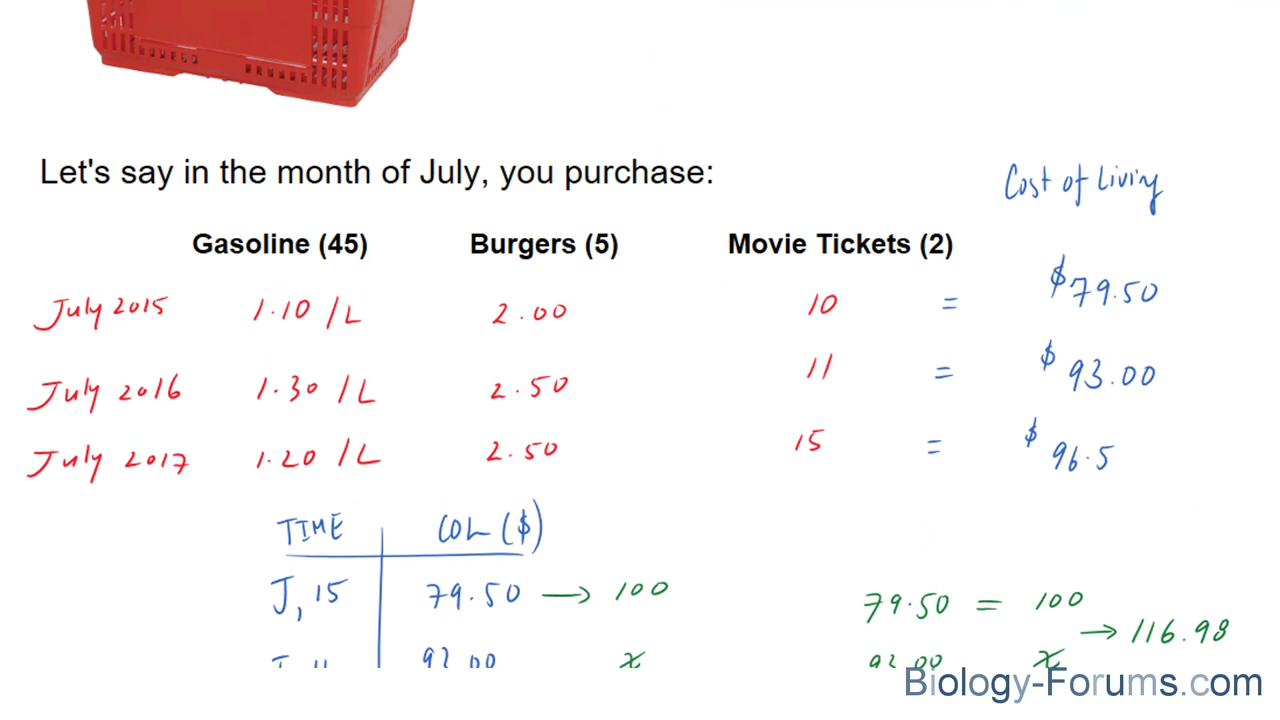 Let's say in the month of July, you purchase:
Cost of Living
Gasoline (45) Burgers (5) Movie Tickets (2)
July 2015 1.10 /L 2.00 10 = $79.50
July 2016 1.30 /L 2.50 11 = $93.00
July 2017 1.20 /L 2.50 15 = $96.5
TIME COL ($)
J, 15 79.50 → 100 79.50 = 100
→ 116.98
x x
Biology-Forums.com